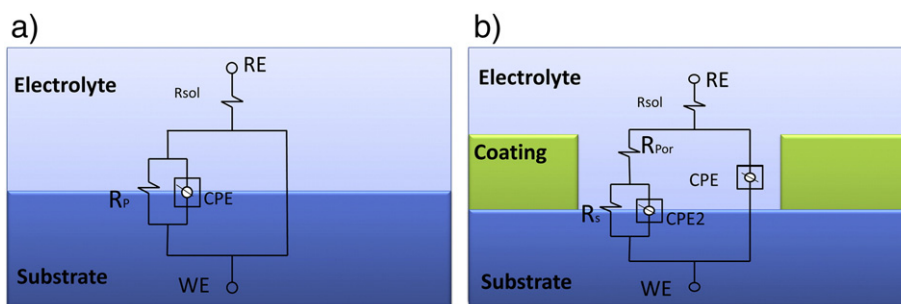 a)
Electrolyte
RE
Rsol
RP
CPE
Substrate
WE
b)
Electrolyte
RE
Rsol
Coating
RPor
CPE
Rs
CPE2
Substrate
WE